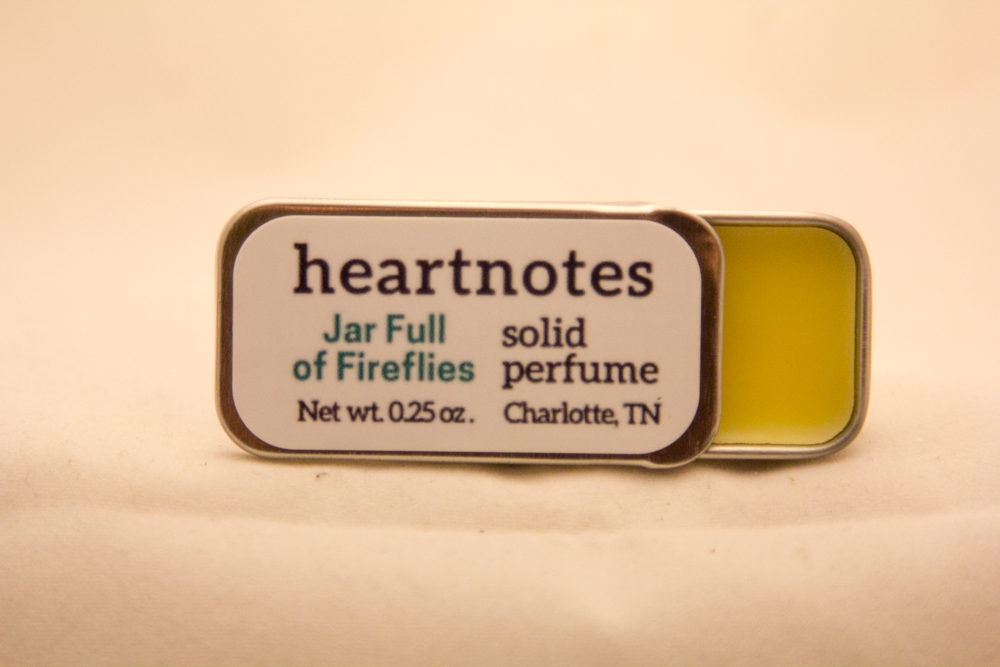 heartnotes
Jar Full
of Fireflies
solid
perfume
Net wt. 0.25 oz.
Charlotte, TN